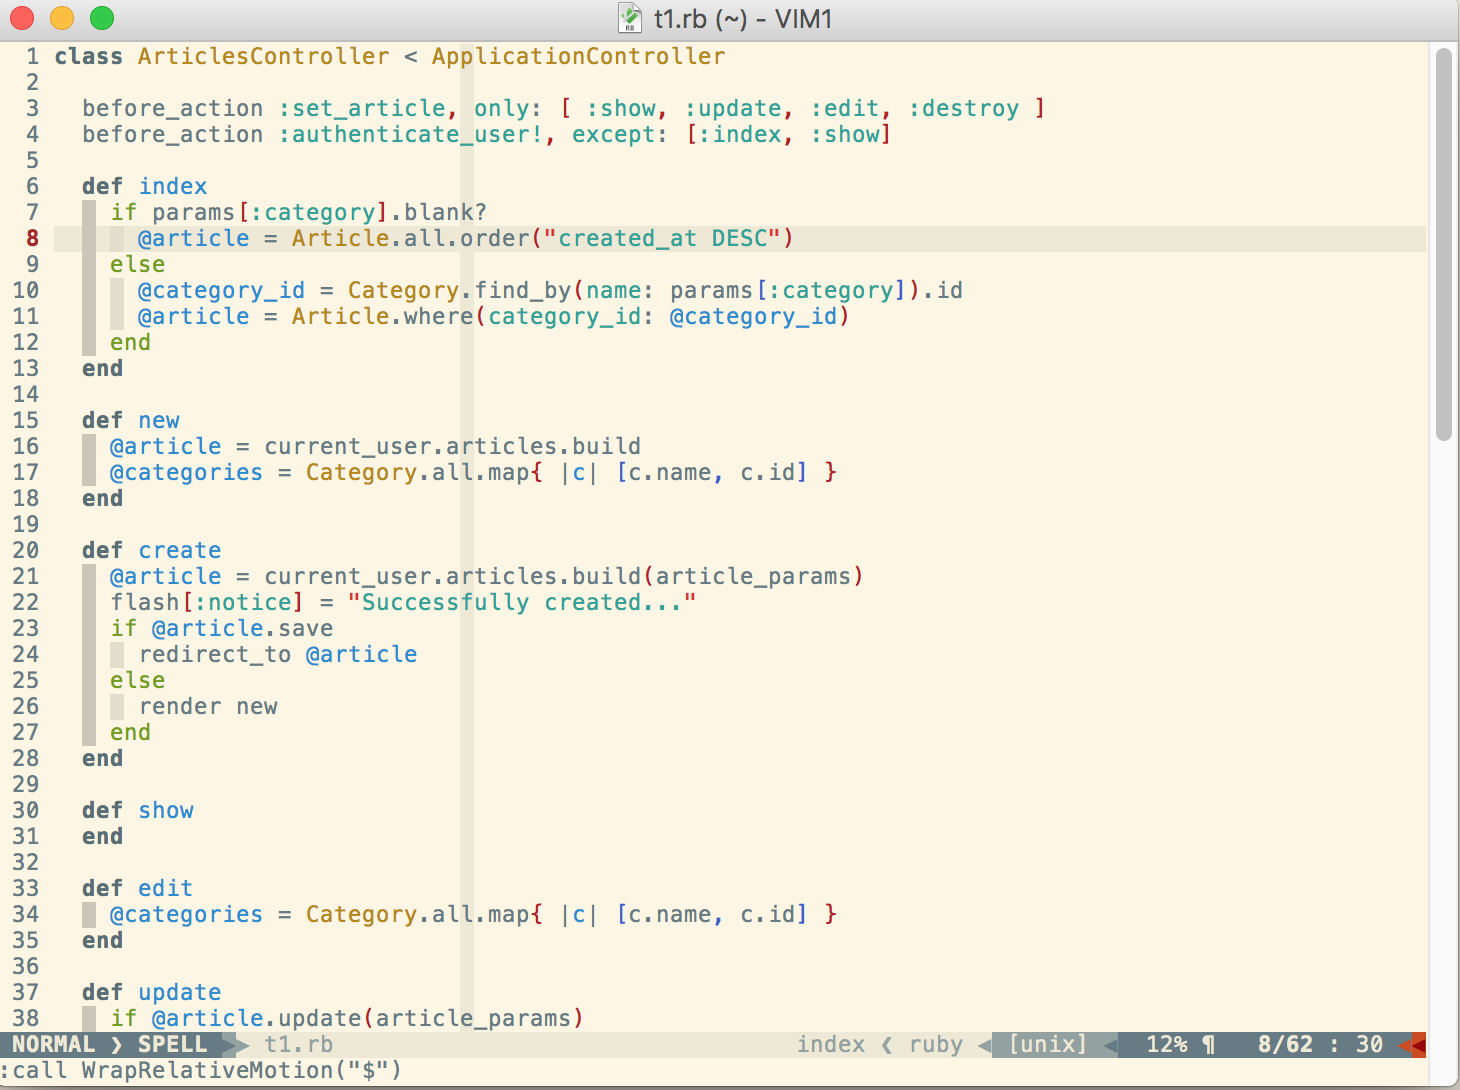 RB t1.rb (~) - VIM1
1 class ArticlesController < ApplicationController
2
3   before_action :set_article, only: [ :show, :update, :edit, :destroy ]
4   before_action :authenticate_user!, except: [:index, :show]
5
6   def index
7     if params[:category].blank?
8       @article = Article.all.order("created_at DESC")
9     else
10       @category_id = Category.find_by(name: params[:category]).id
11       @article = Article.where(category_id: @category_id)
12     end
13   end
14
15   def new
16     @article = current_user.articles.build
17     @categories = Category.all.map{ |c| [c.name, c.id] }
18   end
19
20   def create
21     @article = current_user.articles.build(article_params)
22     flash[:notice] = "Successfully created..."
23     if @article.save
24       redirect_to @article
25     else
26       render new
27     end
28   end
29
30   def show
31   end
32
33   def edit
34     @categories = Category.all.map{ |c| [c.name, c.id] }
35   end
36
37   def update
38     if @article.update(article_params)
NORMAL ❯ SPELL t1.rb index ❮ ruby [unix] 12% ¶ 8/62 : 30
:call WrapRelativeMotion("$")